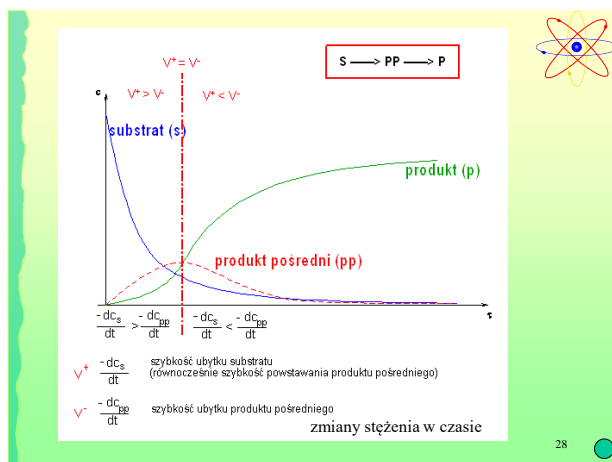 V⁺ = V⁻
S ⟶ PP ⟶ P
c
V⁺ > V⁻ V⁺ < V⁻
substrat (s)
produkt (p)
produkt pośredni (pp)
τ
-dcₛ/dt > -dcₚₚ/dt -dcₛ/dt < -dcₚₚ/dt
V⁺ -dcₛ/dt szybkość ubytku substratu
(równocześnie szybkość powstawania produktu pośredniego)
V⁻ -dcₚₚ/dt szybkość ubytku produktu pośredniego
zmiany stężenia w czasie
28